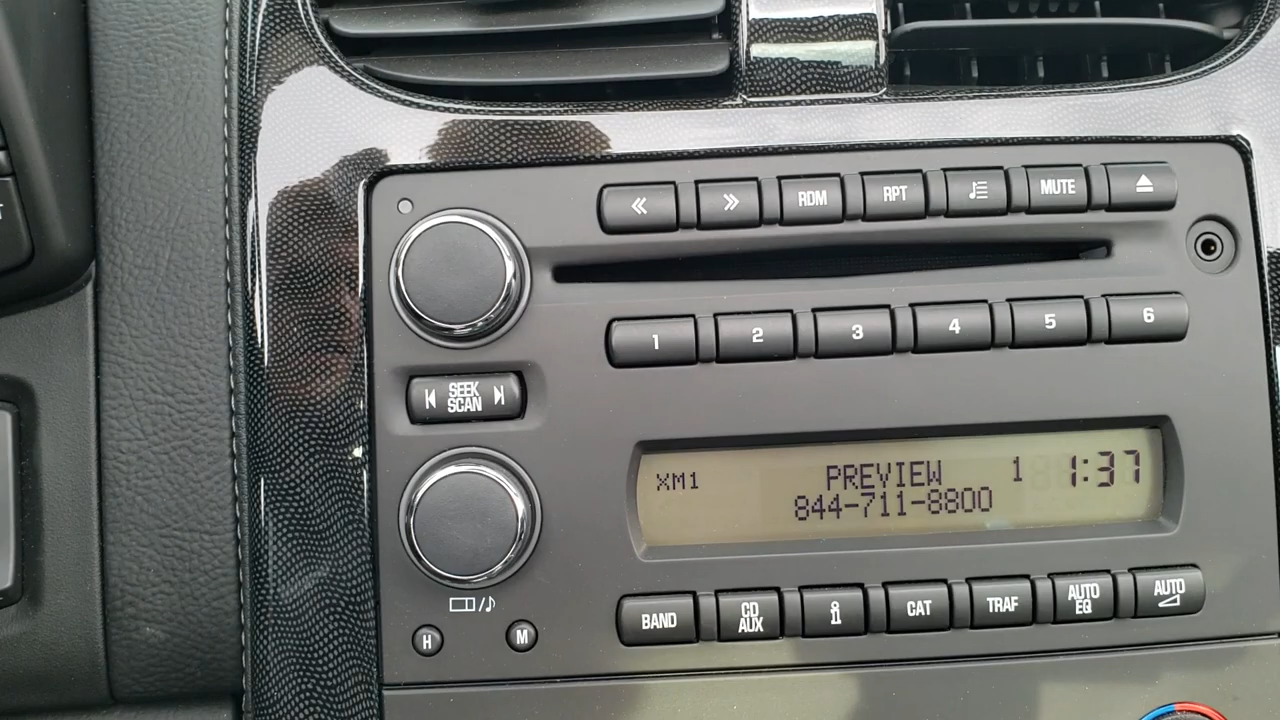 RDM RPT MUTE
1 2 3 4 5 6
SEEK
SCAN
XM1 PREVIEW 1 1:37
844-711-8800
BAND CD AUX i CAT TRAF AUTO EQ AUTO
H M